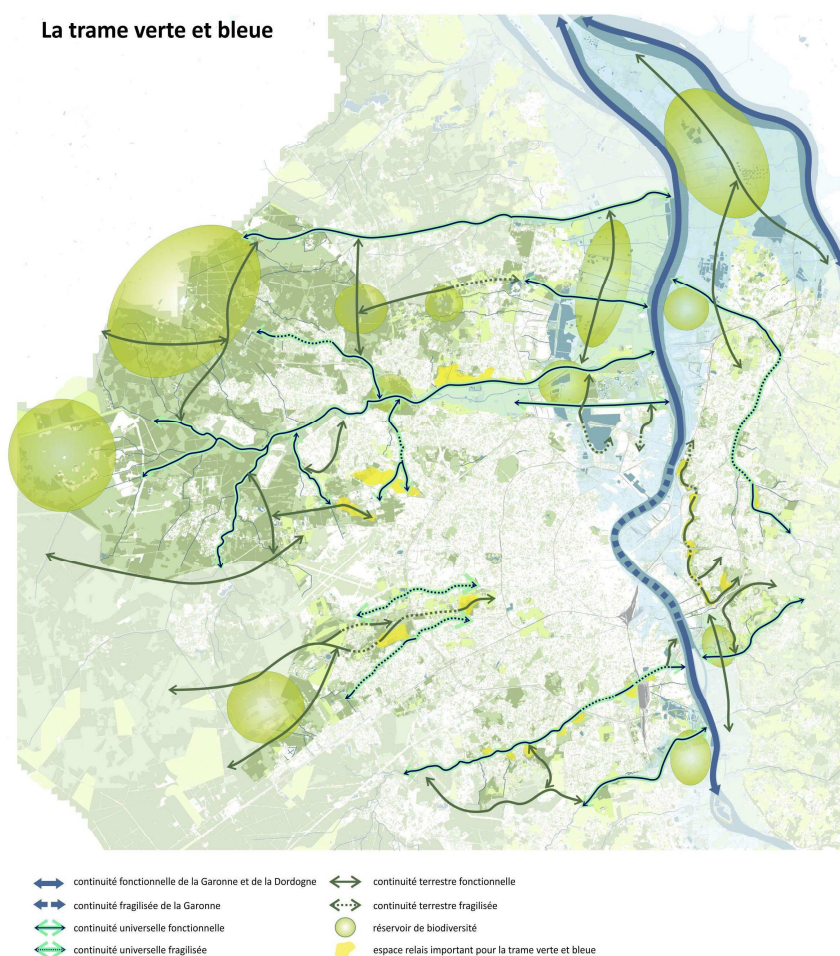 La trame verte et bleue
continuité fonctionnelle de la Garonne et de la Dordogne
continuité fragilisée de la Garonne
continuité universelle fonctionnelle
continuité universelle fragilisée
continuité terrestre fonctionnelle
continuité terrestre fragilisée
réservoir de biodiversité
espace relais important pour la trame verte et bleue